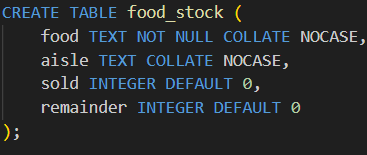 CREATE TABLE food_stock (
    food TEXT NOT NULL COLLATE NOCASE,
    aisle TEXT COLLATE NOCASE,
    sold INTEGER DEFAULT 0,
    remainder INTEGER DEFAULT 0
);